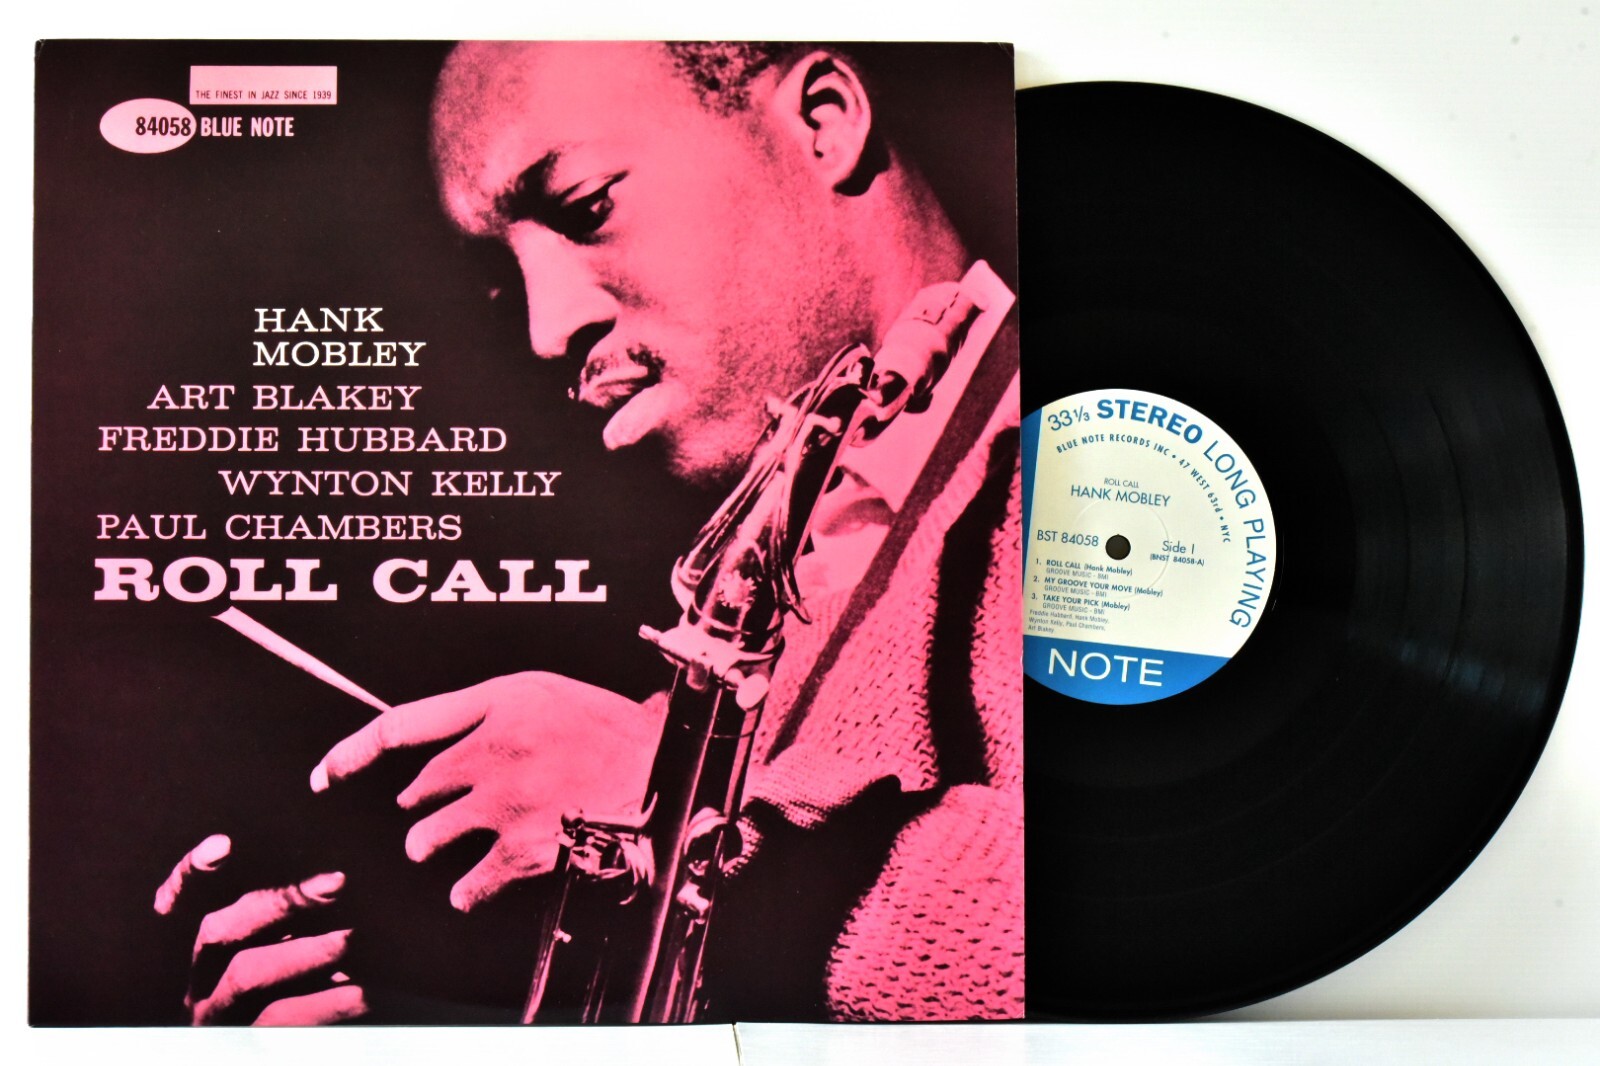 THE FINEST IN JAZZ SINCE 1939
84058 BLUE NOTE
HANK
MOBLEY
ART BLAKEY
FREDDIE HUBBARD
WYNTON KELLY
PAUL CHAMBERS
ROLL CALL
33 1/3 STEREO LONG PLAYING
BLUE NOTE RECORDS INC • 47 WEST 63rd • NYC
ROLL CALL
HANK MOBLEY
BST 84058
Side 1
(BNST 84058-A)
1. ROLL CALL (Hank Mobley)
GROOVE MUSIC - BMI
2. MY GROOVE YOUR MOVE (Mobley)
GROOVE MUSIC - BMI
3. TAKE YOUR PICK (Mobley)
GROOVE MUSIC - BMI
Freddie Hubbard, Hank Mobley,
Wynton Kelly, Paul Chambers,
Art Blakey
NOTE